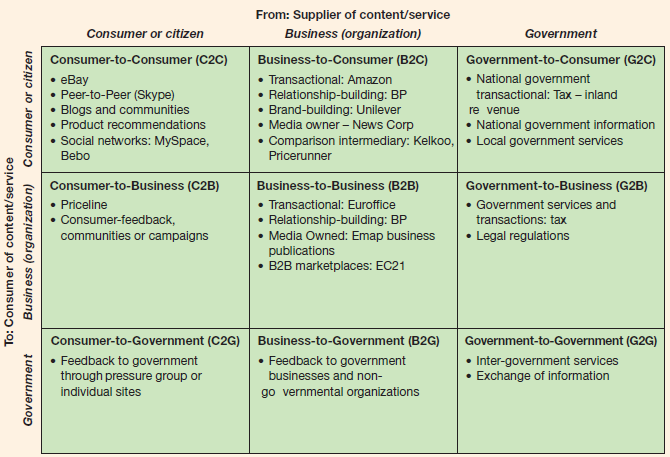 From: Supplier of content/service
Consumer or citizen
Business (organization)
Government
To: Consumer of content/service
Consumer or citizen
Consumer-to-Consumer (C2C)
• eBay
• Peer-to-Peer (Skype)
• Blogs and communities
• Product recommendations
• Social networks: MySpace,
Bebo
Business-to-Consumer (B2C)
• Transactional: Amazon
• Relationship-building: BP
• Brand-building: Unilever
• Media owner – News Corp
• Comparison intermediary: Kelkoo,
Pricerunner
Government-to-Consumer (G2C)
• National government
transactional: Tax – inland
re venue
• National government information
• Local government services
Business (organization)
Consumer-to-Business (C2B)
• Priceline
• Consumer-feedback,
communities or campaigns
Business-to-Business (B2B)
• Transactional: Euroffice
• Relationship-building: BP
• Media Owned: Emap business
publications
• B2B marketplaces: EC21
Government-to-Business (G2B)
• Government services and
transactions: tax
• Legal regulations
Government
Consumer-to-Government (C2G)
• Feedback to government
through pressure group or
individual sites
Business-to-Government (B2G)
• Feedback to government
businesses and non-
go vernmental organizations
Government-to-Government (G2G)
• Inter-government services
• Exchange of information